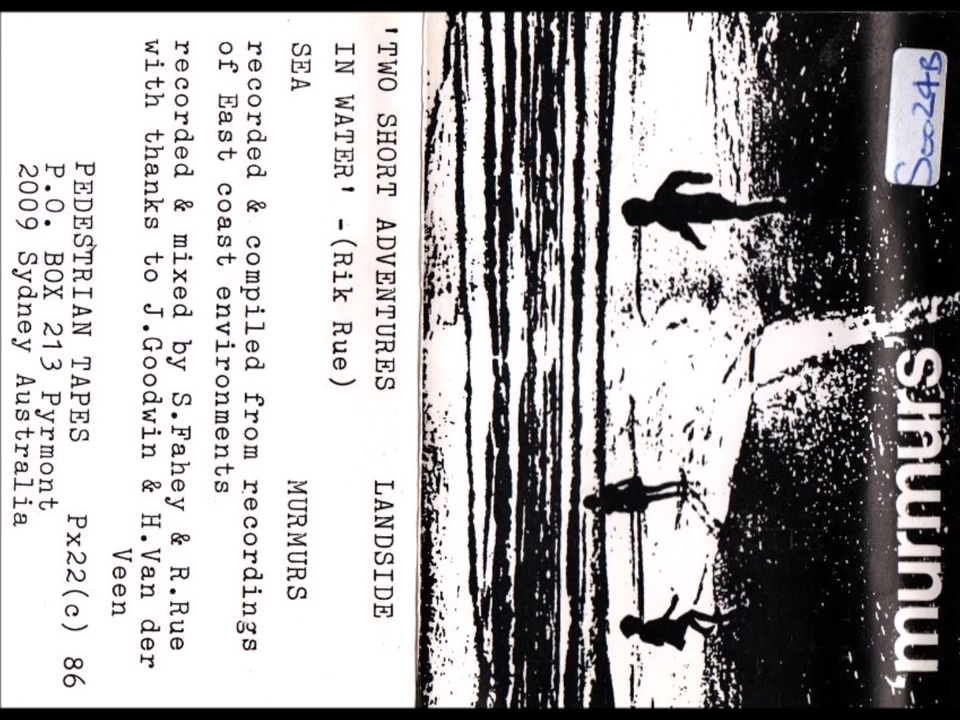 S0024B
murmurs
'TWO SHORT ADVENTURES LANDSIDE
IN WATER' -(Rik Rue)
SEA MURMURS
recorded & compiled from recordings
of East coast environments
recorded & mixed by S.Fahey & R.Rue
with thanks to J.Goodwin & H.Van der
Veen
PEDESTRIAN TAPES Px22(c) 86
P.O. BOX 213 Pyrmont
2009 Sydney Australia